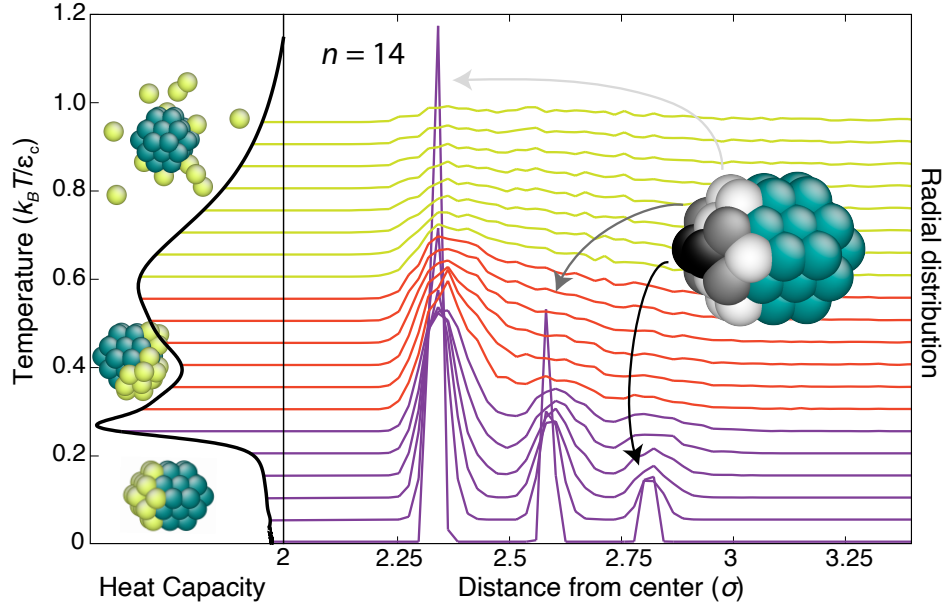 n = 14
Temperature (k_B T/ε_c)
1.2
1.0
0.8
0.6
0.4
0.2
0
2
2.25
2.5
2.75
3
3.25
Heat Capacity
Distance from center (σ)
Radial distribution